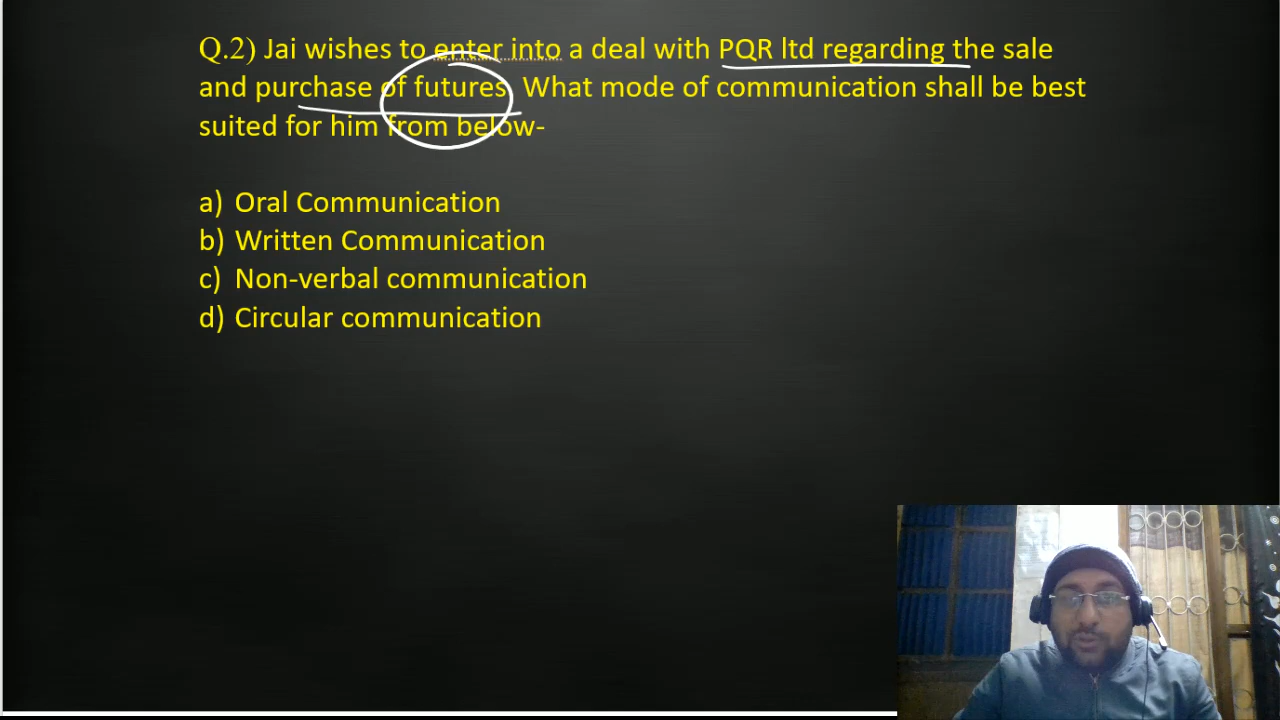 Q.2) Jai wishes to enter into a deal with PQR ltd regarding the sale
and purchase of futures. What mode of communication shall be best
suited for him from below-
a) Oral Communication
b) Written Communication
c) Non-verbal communication
d) Circular communication